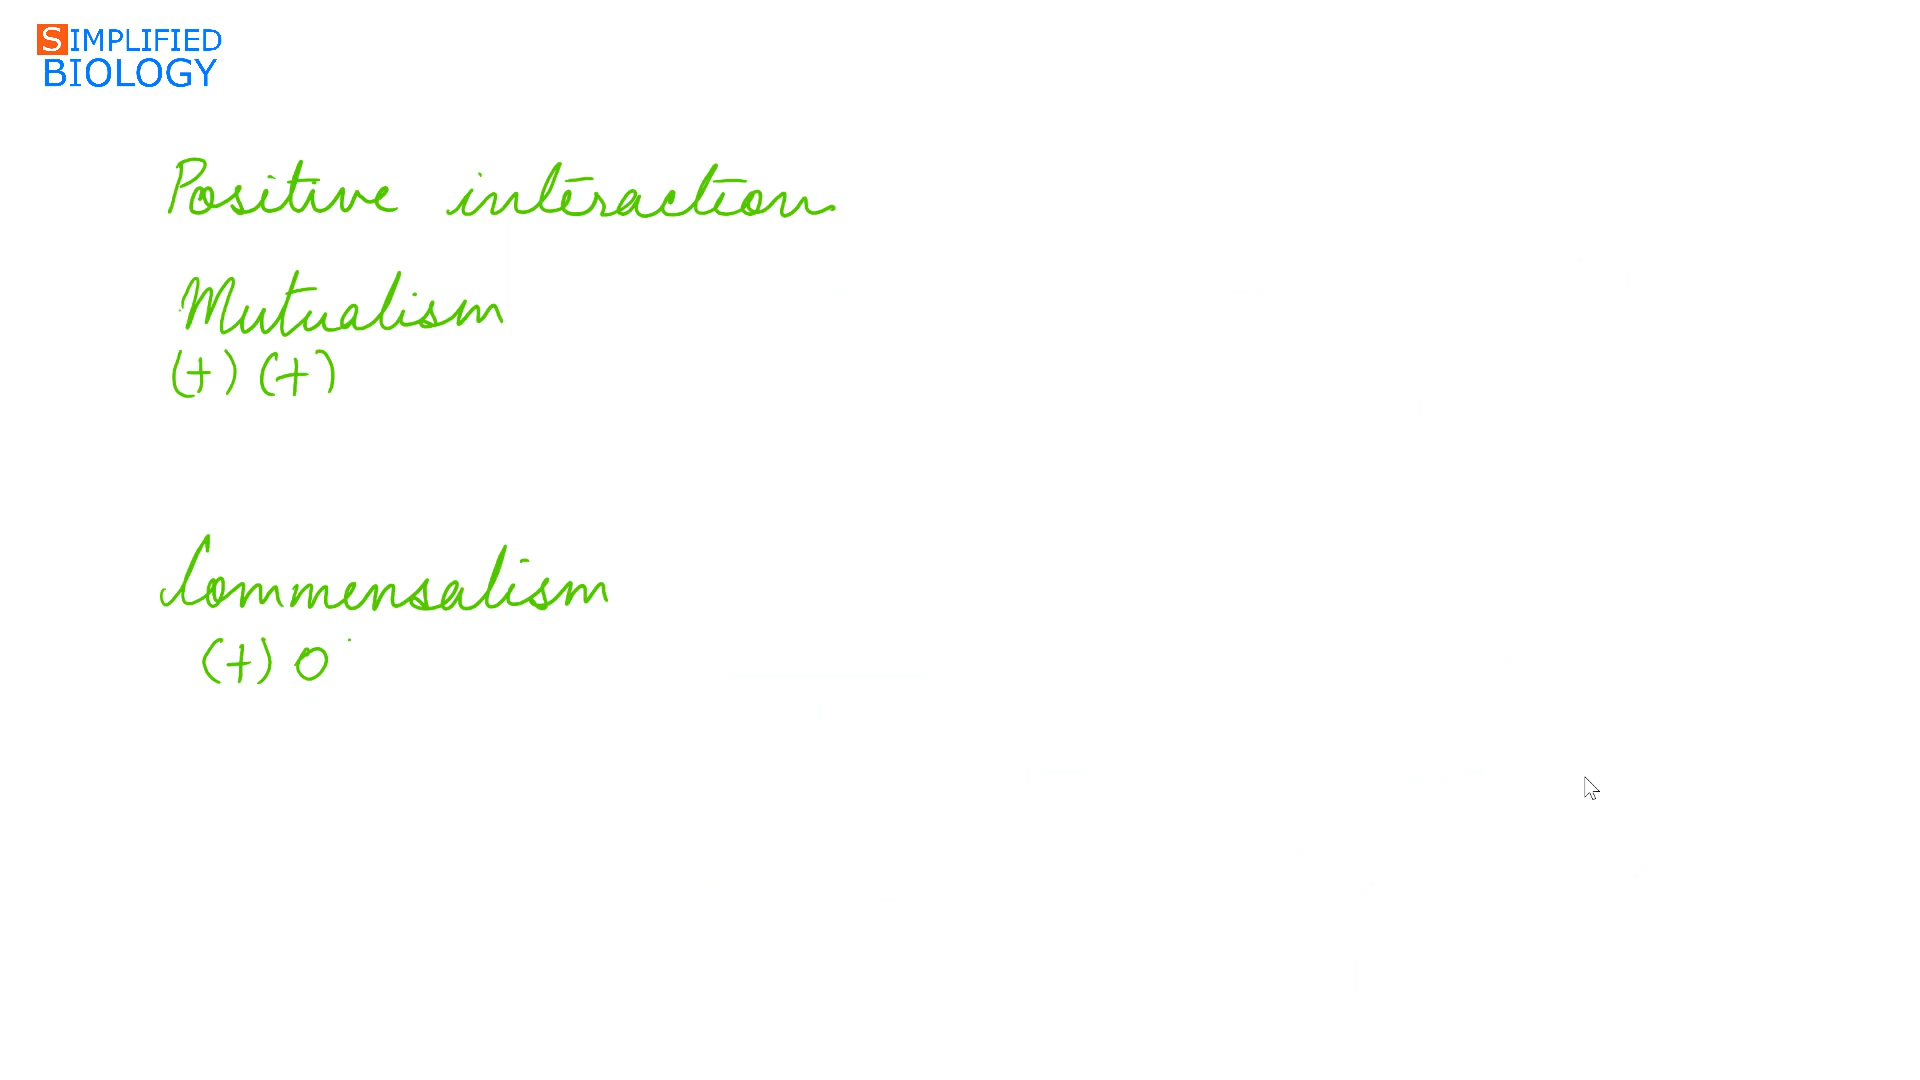 SIMPLIFIED
BIOLOGY
Positive interaction
Mutualism
(+) (+)
Commensalism
(+) 0